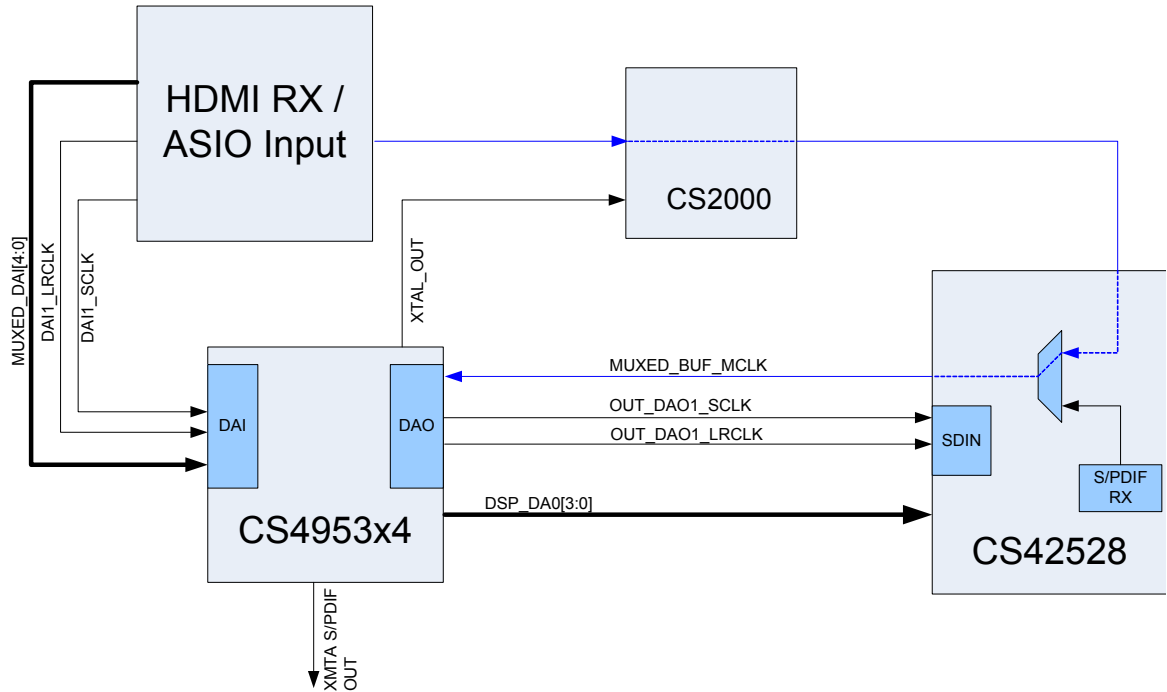 HDMI RX /
ASIO Input
CS2000
MUXED_DAI[4:0]
DAI1_LRCLK
DAI1_SCLK
XTAL_OUT
MUXED_BUF_MCLK
DAI
DAO
OUT_DAO1_SCLK
OUT_DAO1_LRCLK
SDIN
S/PDIF
RX
DSP_DA0[3:0]
CS4953x4
CS42528
XMTA S/PDIF
OUT